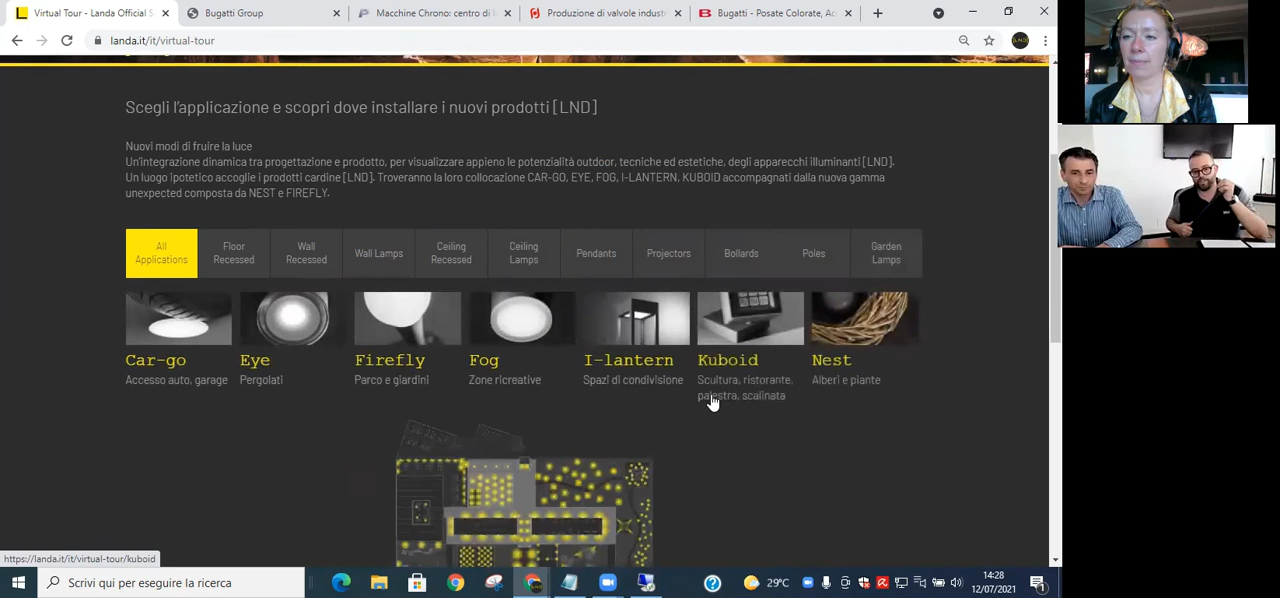 Virtual Tour - Landa Official S
Bugatti Group
Macchine Chrono: centro di l
Produzione di valvole indust
Bugatti - Posate Colorate, Ac
landa.it/it/virtual-tour
Scegli l'applicazione e scopri dove installare i nuovi prodotti [LND]
Nuovi modi di fruire la luce
Un'integrazione dinamica tra progettazione e prodotto, per visualizzare appieno le potenzialità outdoor, tecniche ed estetiche, degli apparecchi illuminanti [LND].
Un luogo ipotetico accoglie i prodotti cardine [LND]. Troveranno la loro collocazione CAR-GO, EYE, FOG, I-LANTERN, KUBOID accompagnati dalla nuova gamma
unexpected composta da NEST e FIREFLY.
All
Applications
Floor
Recessed
Wall
Recessed
Wall Lamps
Ceiling
Recessed
Ceiling
Lamps
Pendants
Projectors
Bollards
Poles
Garden
Lamps
Car-go
Accesso auto, garage
Eye
Pergolati
Firefly
Parco e giardini
Fog
Zone ricreative
I-lantern
Spazi di condivisione
Kuboid
Scultura, ristorante,
palestra, scalinata
Nest
Alberi e piante
https://landa.it/it/virtual-tour/kuboid
Scrivi qui per eseguire la ricerca
29°C
14:28
12/07/2021